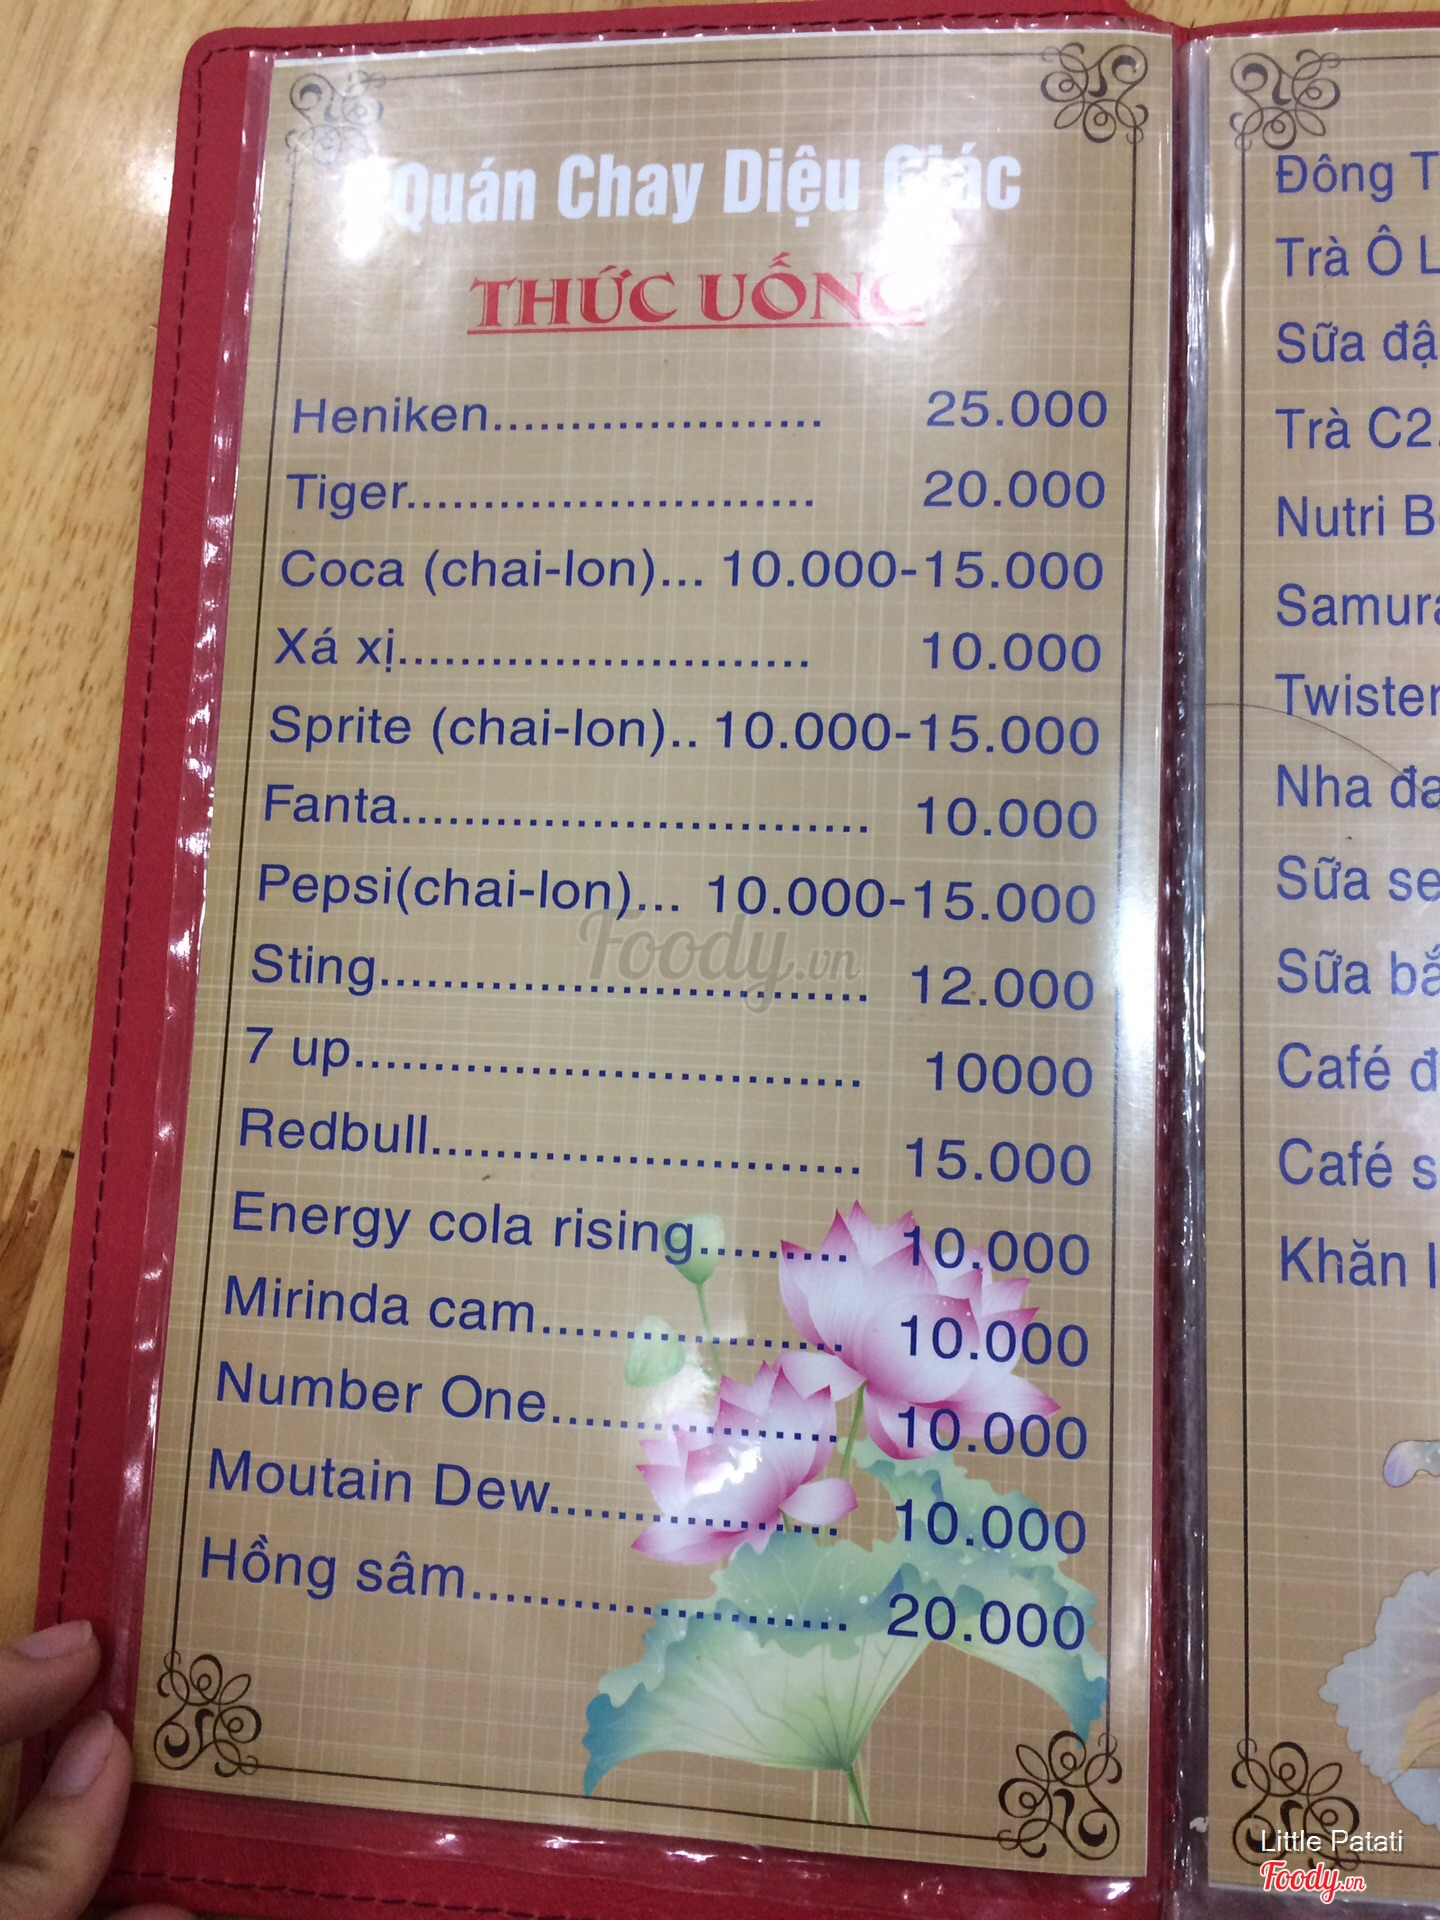 Quán Chay Diệu Giác
THỨC UỐNG
Heniken..................... 25.000
Tiger.......................... 20.000
Coca (chai-lon)... 10.000-15.000
Xá xị........................... 10.000
Sprite (chai-lon).. 10.000-15.000
Fanta.............................. 10.000
Pepsi(chai-lon)... 10.000-15.000
Sting............................... 12.000
7 up................................. 10000
Redbull............................ 15.000
Energy cola rising.......... 10.000
Mirinda cam.................... 10.000
Number One................... 10.000
Moutain Dew................... 10.000
Hồng sâm........................ 20.000
Foody.vn
Đông
Trà Ô
Sữa
Trà C2
Nutri
Nha
Sữa
Sữa
Café
Café
Khăn
Little Patati
Foody.vn